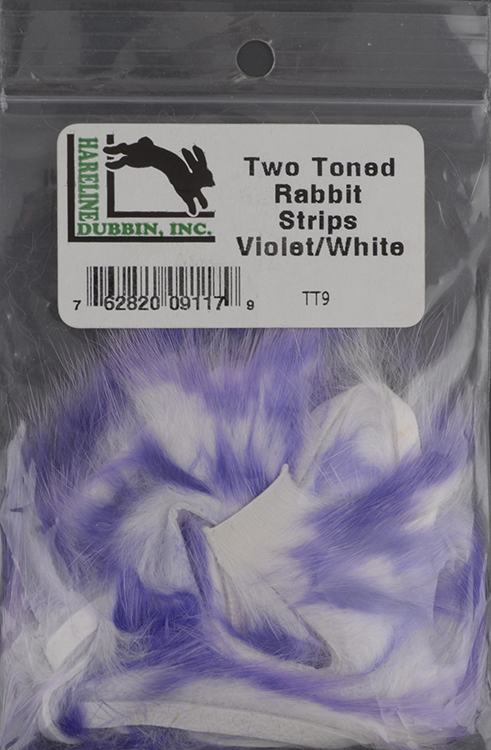 HARELINE
DUBBIN, INC.
Two Toned
Rabbit
Strips
Violet/White
7 62820 09117 9
TT9